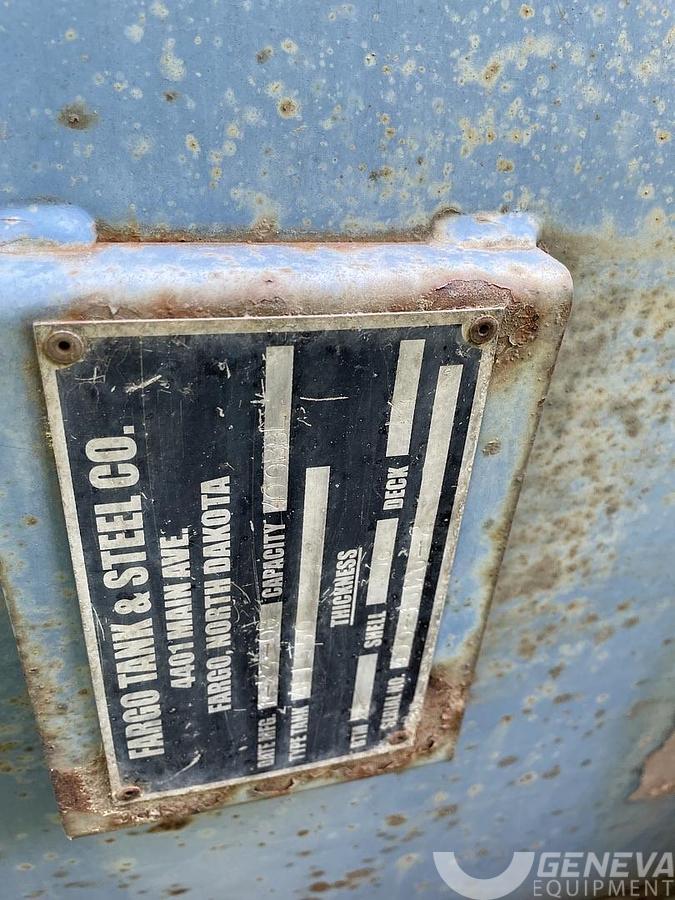 FARGO TANK & STEEL CO.
4401 MAIN AVE.
FARGO, NORTH DAKOTA
DATE MFG. CAPACITY
TYPE TANK
THICKNESS
BTM SHELL DECK
SERIAL NO.
GENEVA
EQUIPMENT